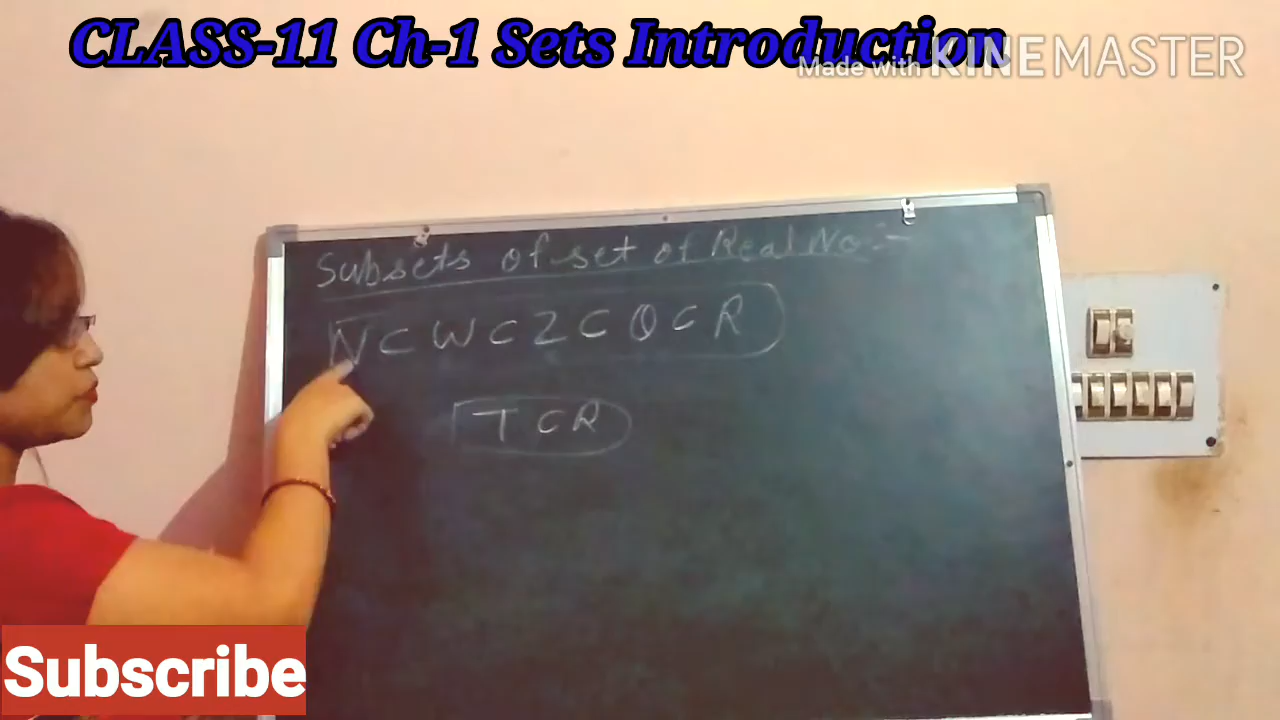 CLASS-11 Ch-1 Sets Introduction
Made with KINEMASTER
Subsets of set of Real No :-
N ⊂ W ⊂ Z ⊂ Q ⊂ R
T ⊂ R
Subscribe